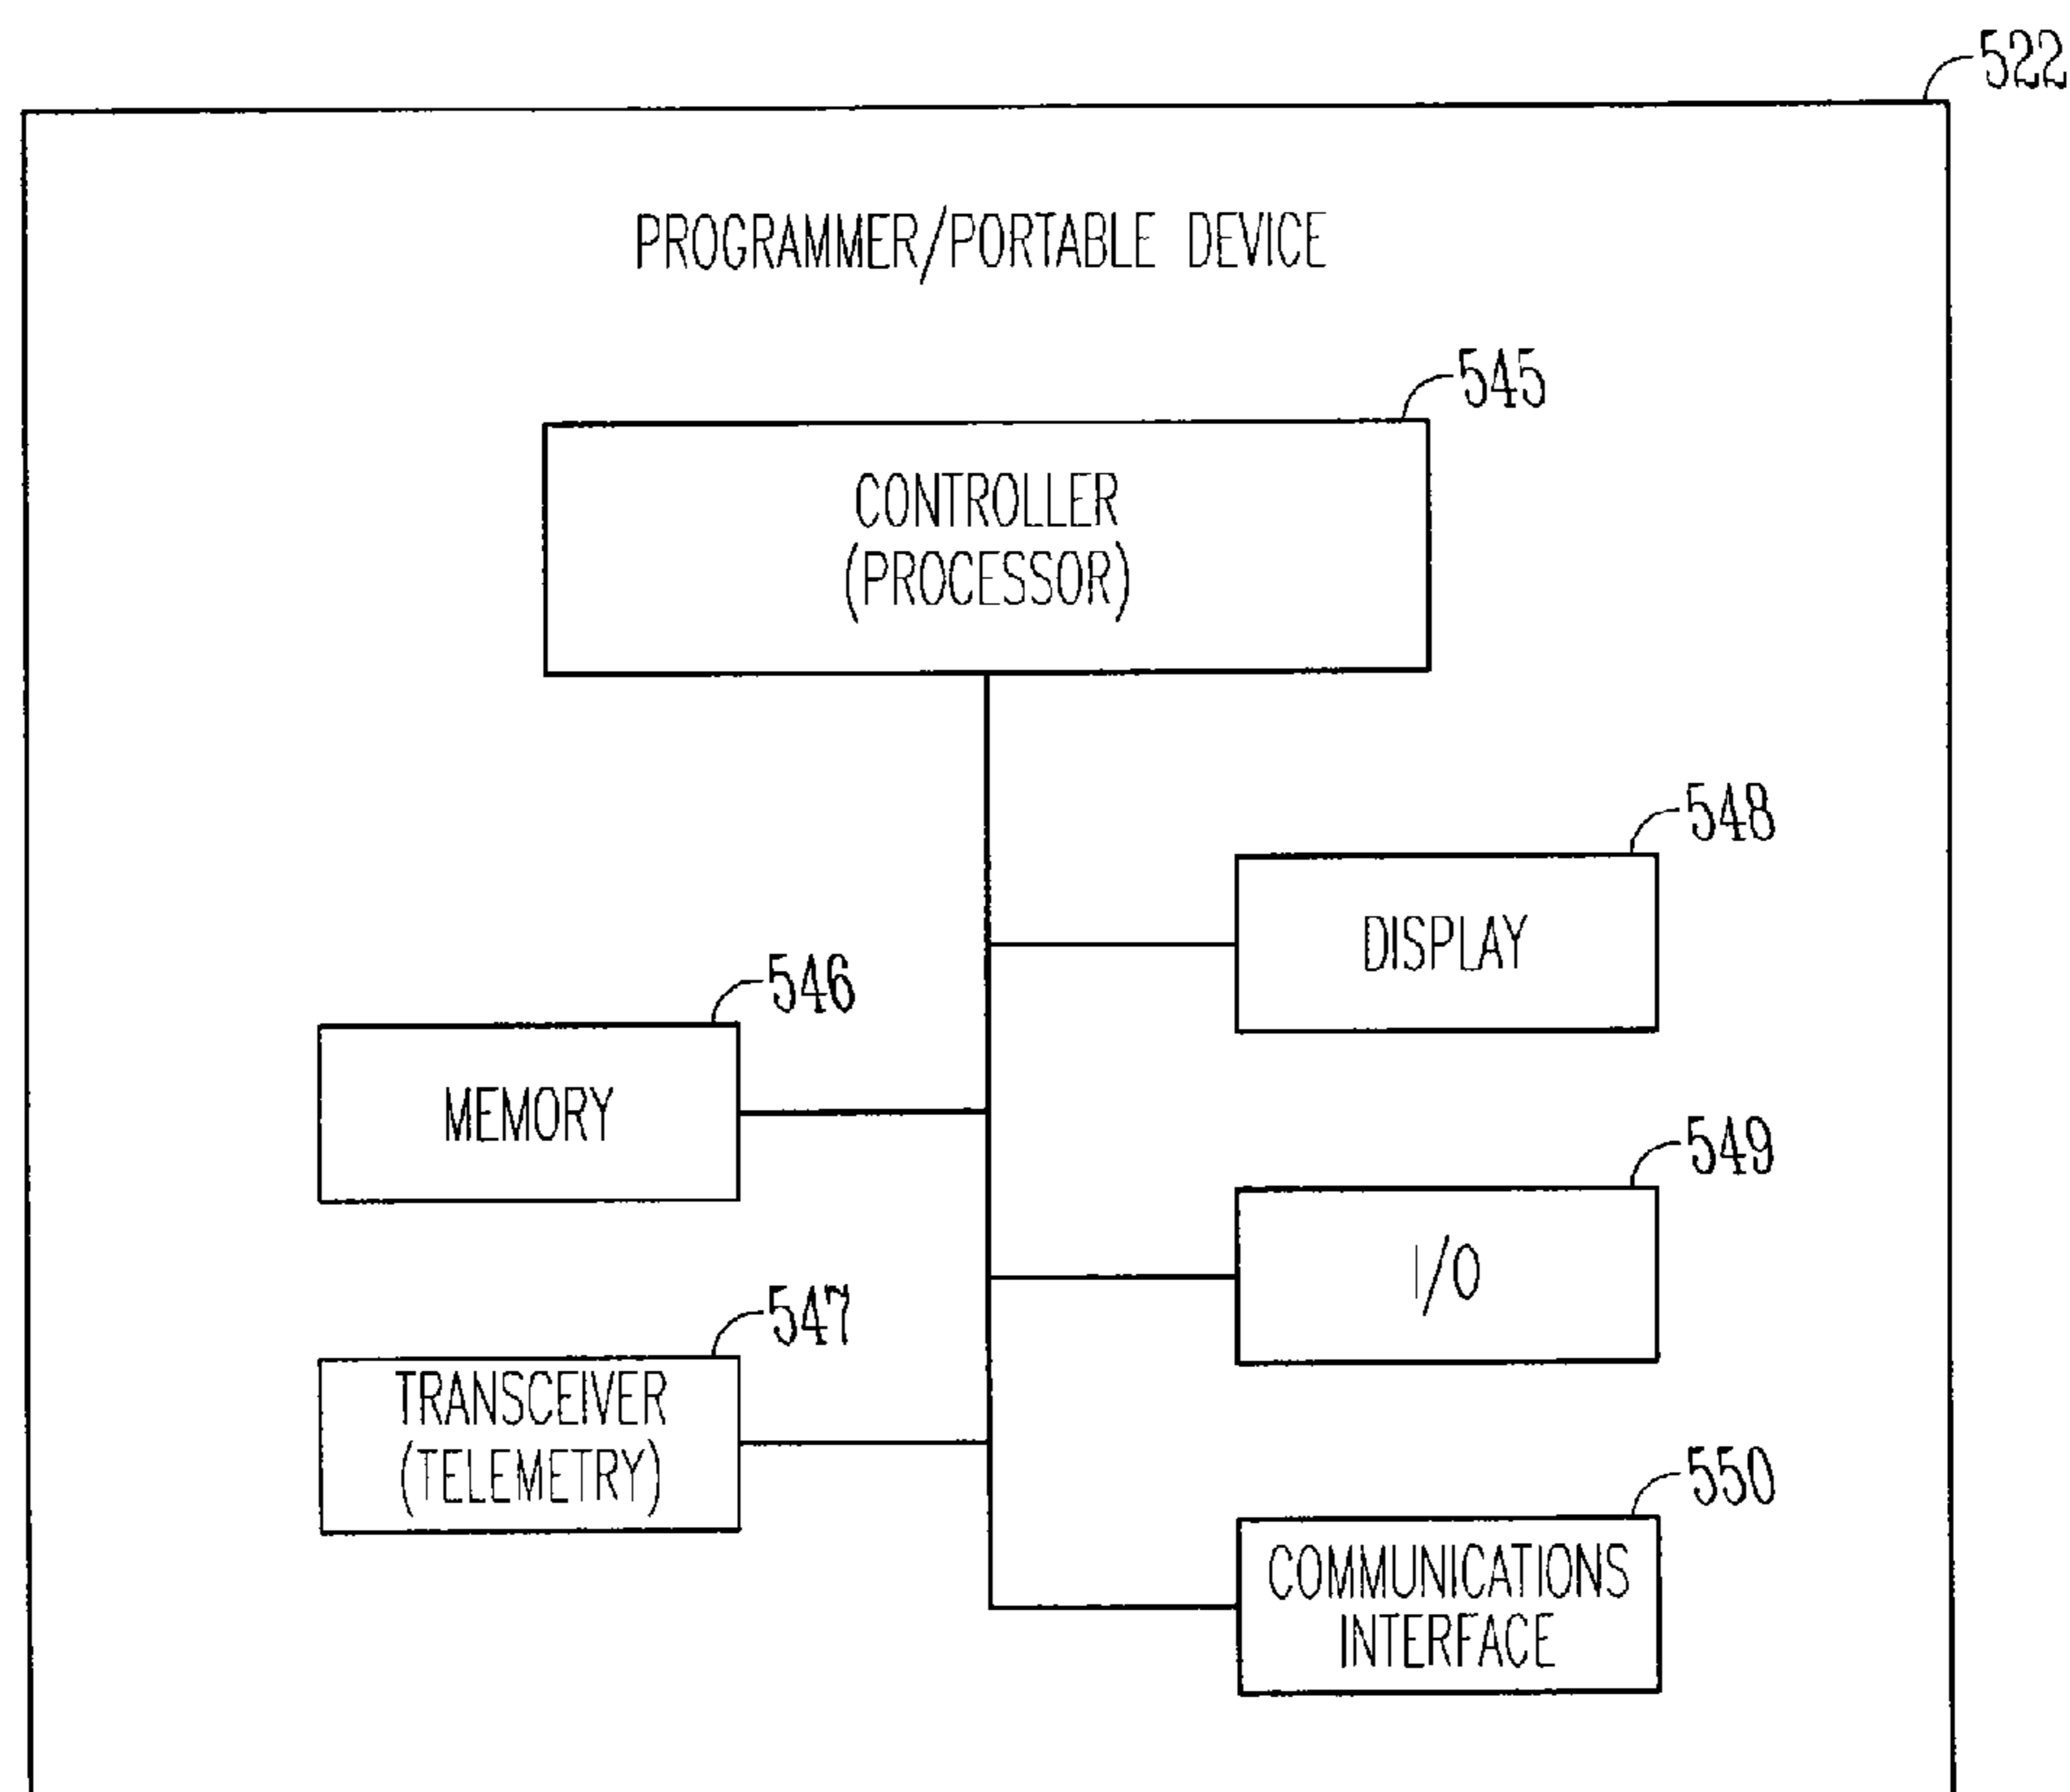 522
PROGRAMMER/PORTABLE DEVICE
545
CONTROLLER
(PROCESSOR)
548
DISPLAY
546
MEMORY
549
I/O
547
TRANSCEIVER
(TELEMETRY)
550
COMMUNICATIONS
INTERFACE